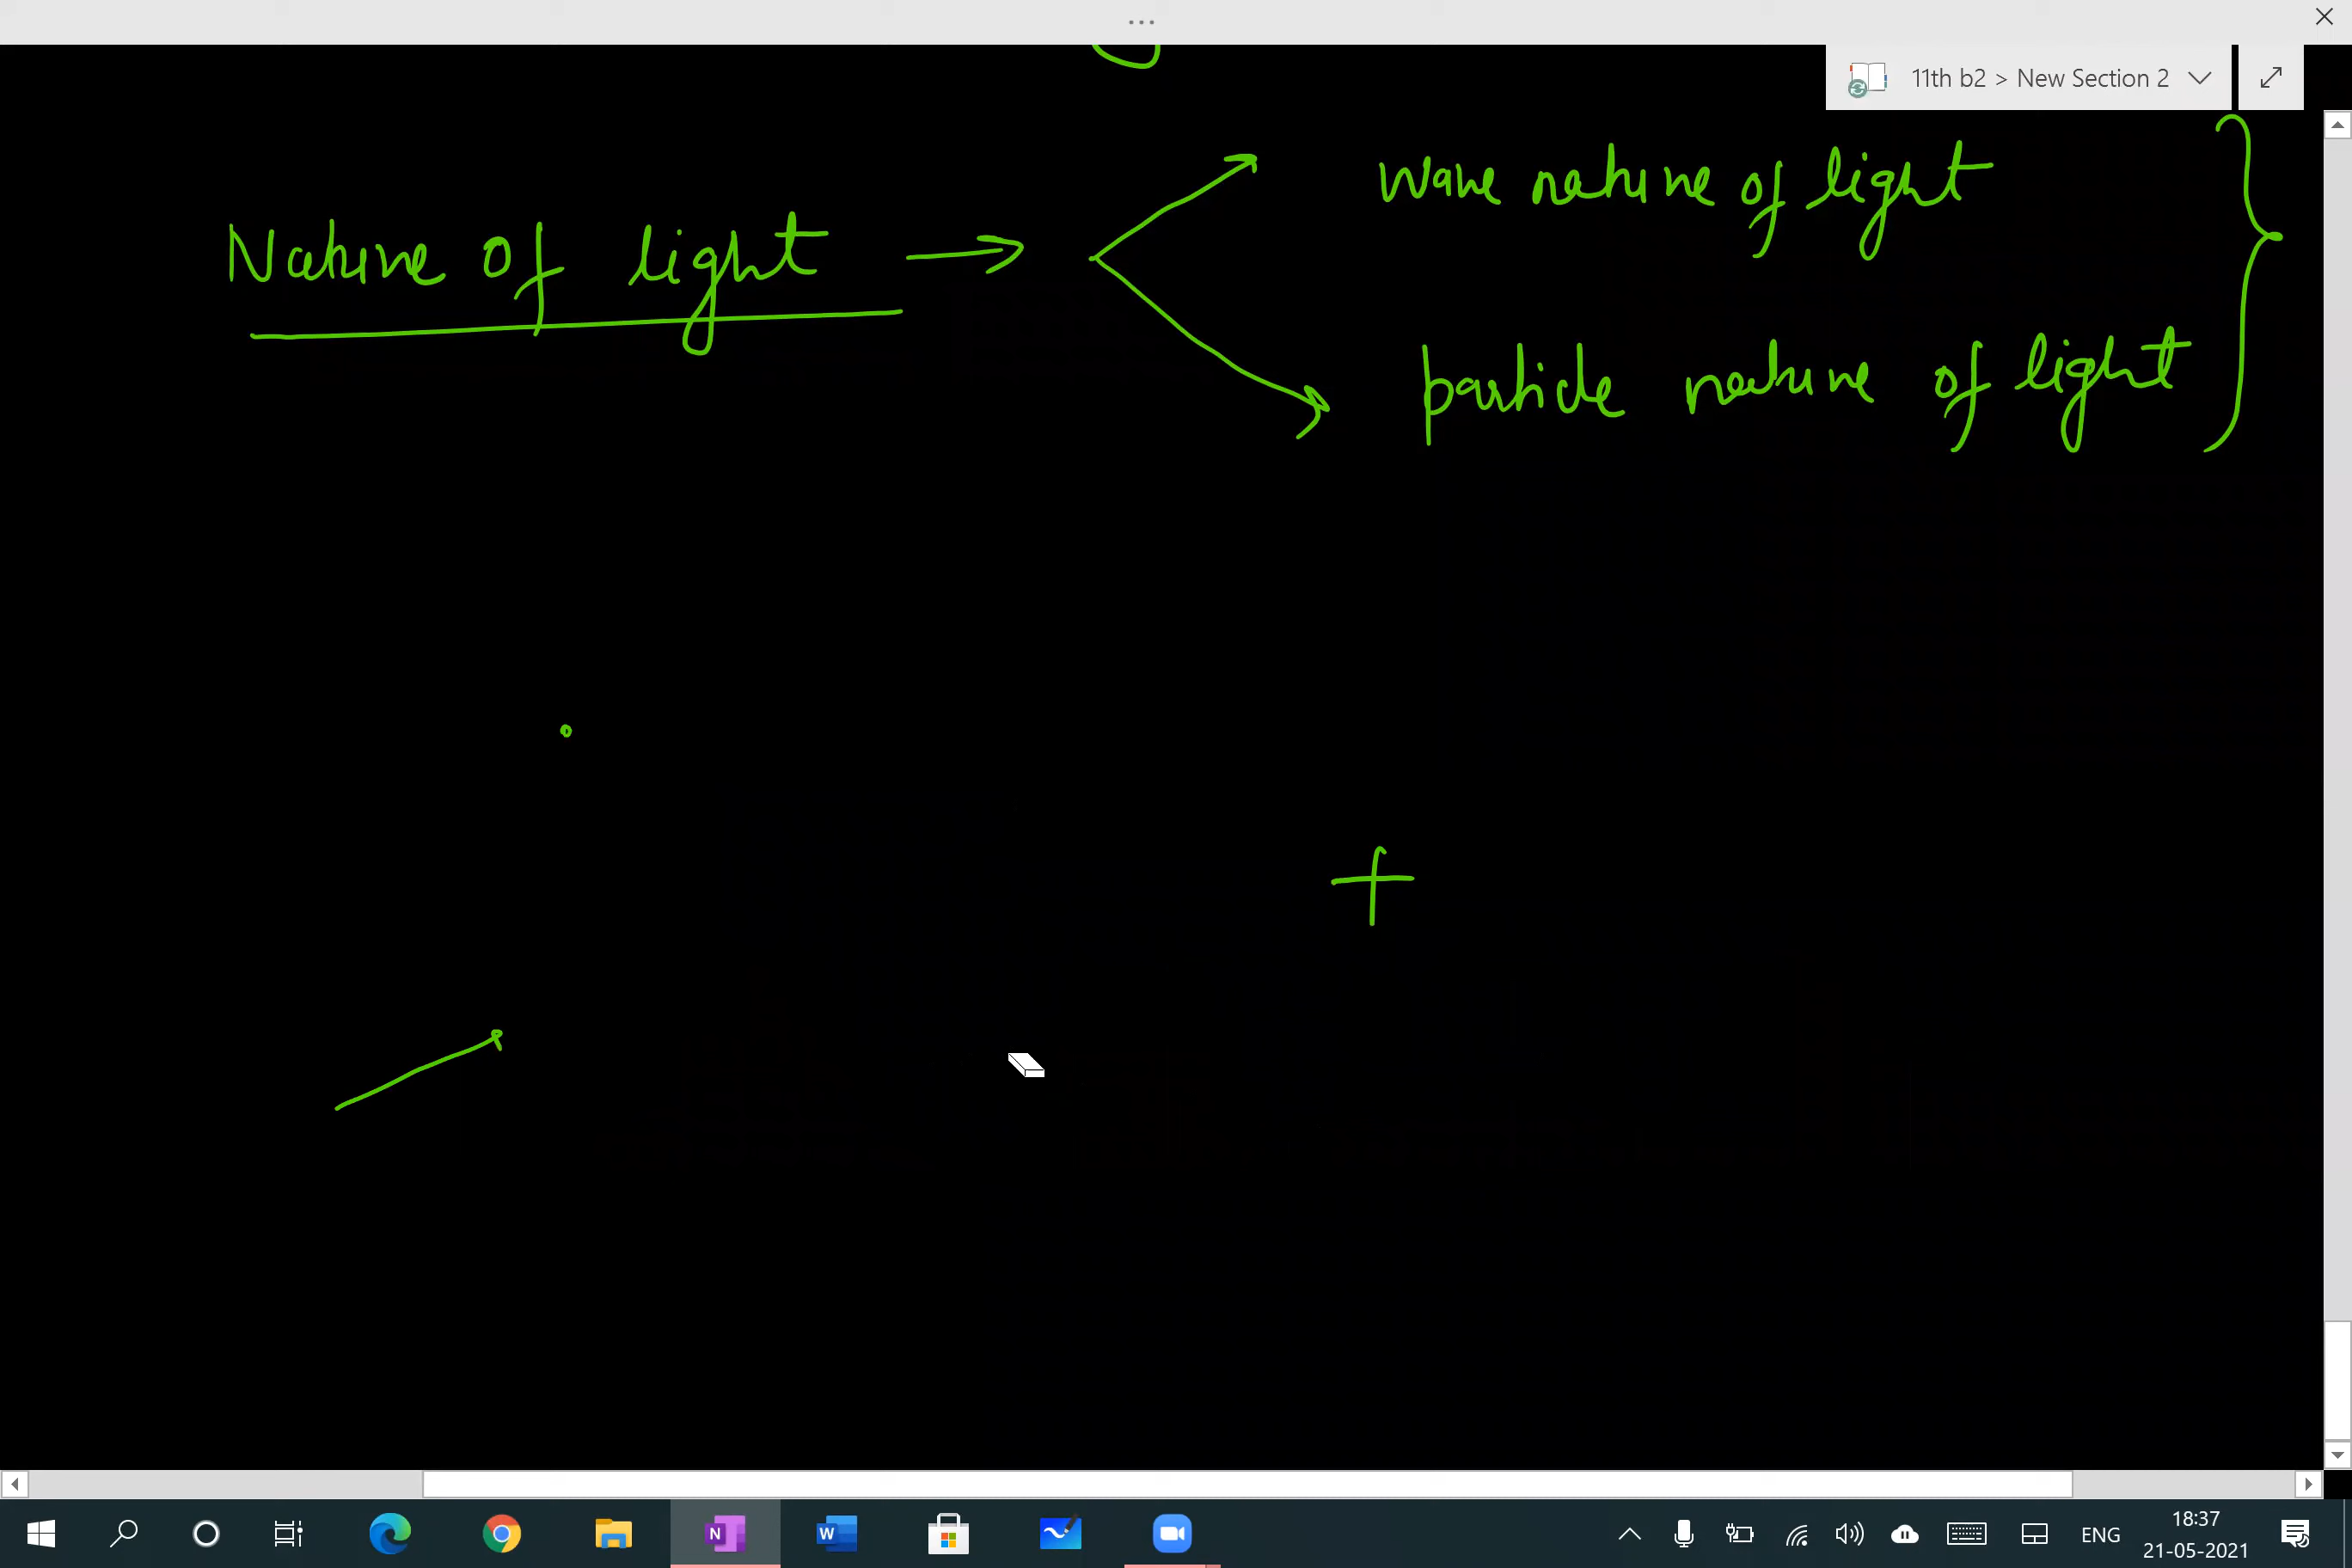 11th b2 > New Section 2
wave nature of light
Nature of light →
particle nature of light
+
ENG
18:37
21-05-2021